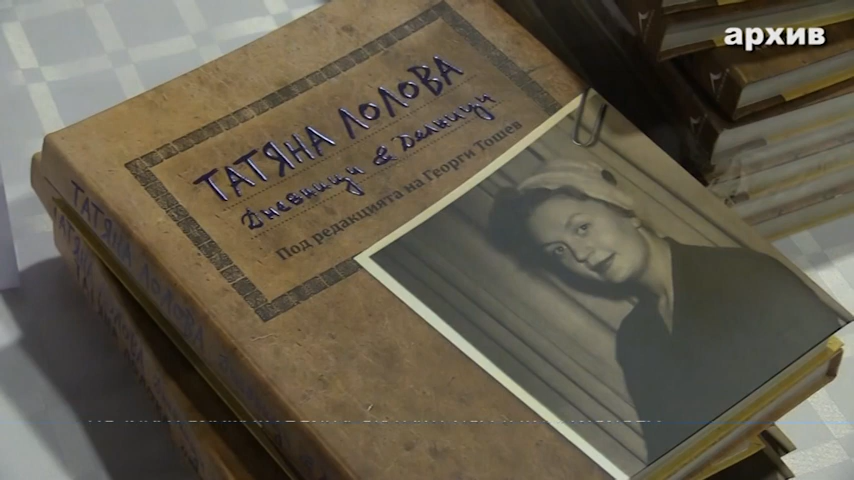 архив
ТАТЯНА ЛОЛОВА
Дневници & делници
Под редакцията на Георги Тошев
ТАТЯНА ЛОЛОВА